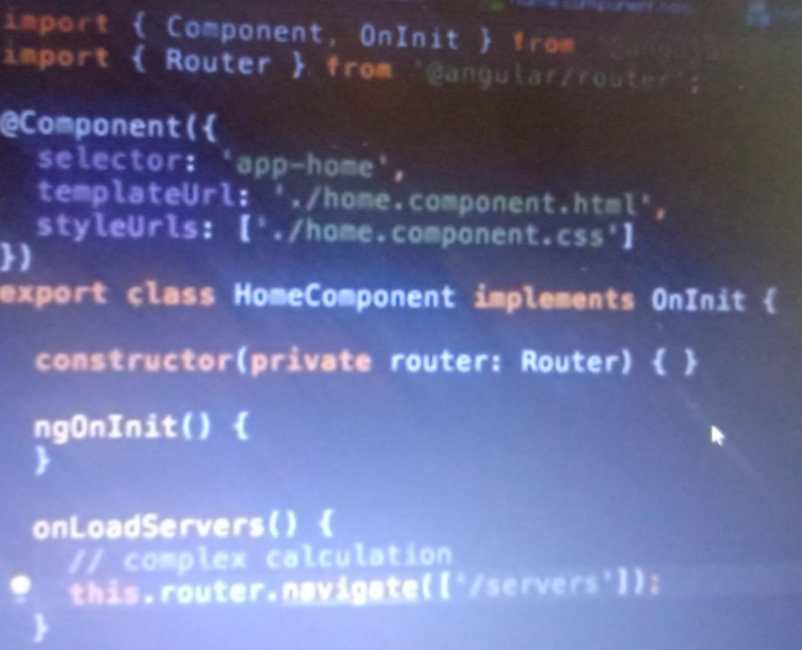 import { Component, OnInit } from
import { Router } from '@angular/router';
@Component({
selector: 'app-home',
templateUrl: './home.component.html',
styleUrls: ['./home.component.css']
})
export class HomeComponent implements OnInit {
constructor(private router: Router) { }
ngOnInit() {
}
onLoadServers() {
// complex calculation
this.router.navigate(['/servers']);
}